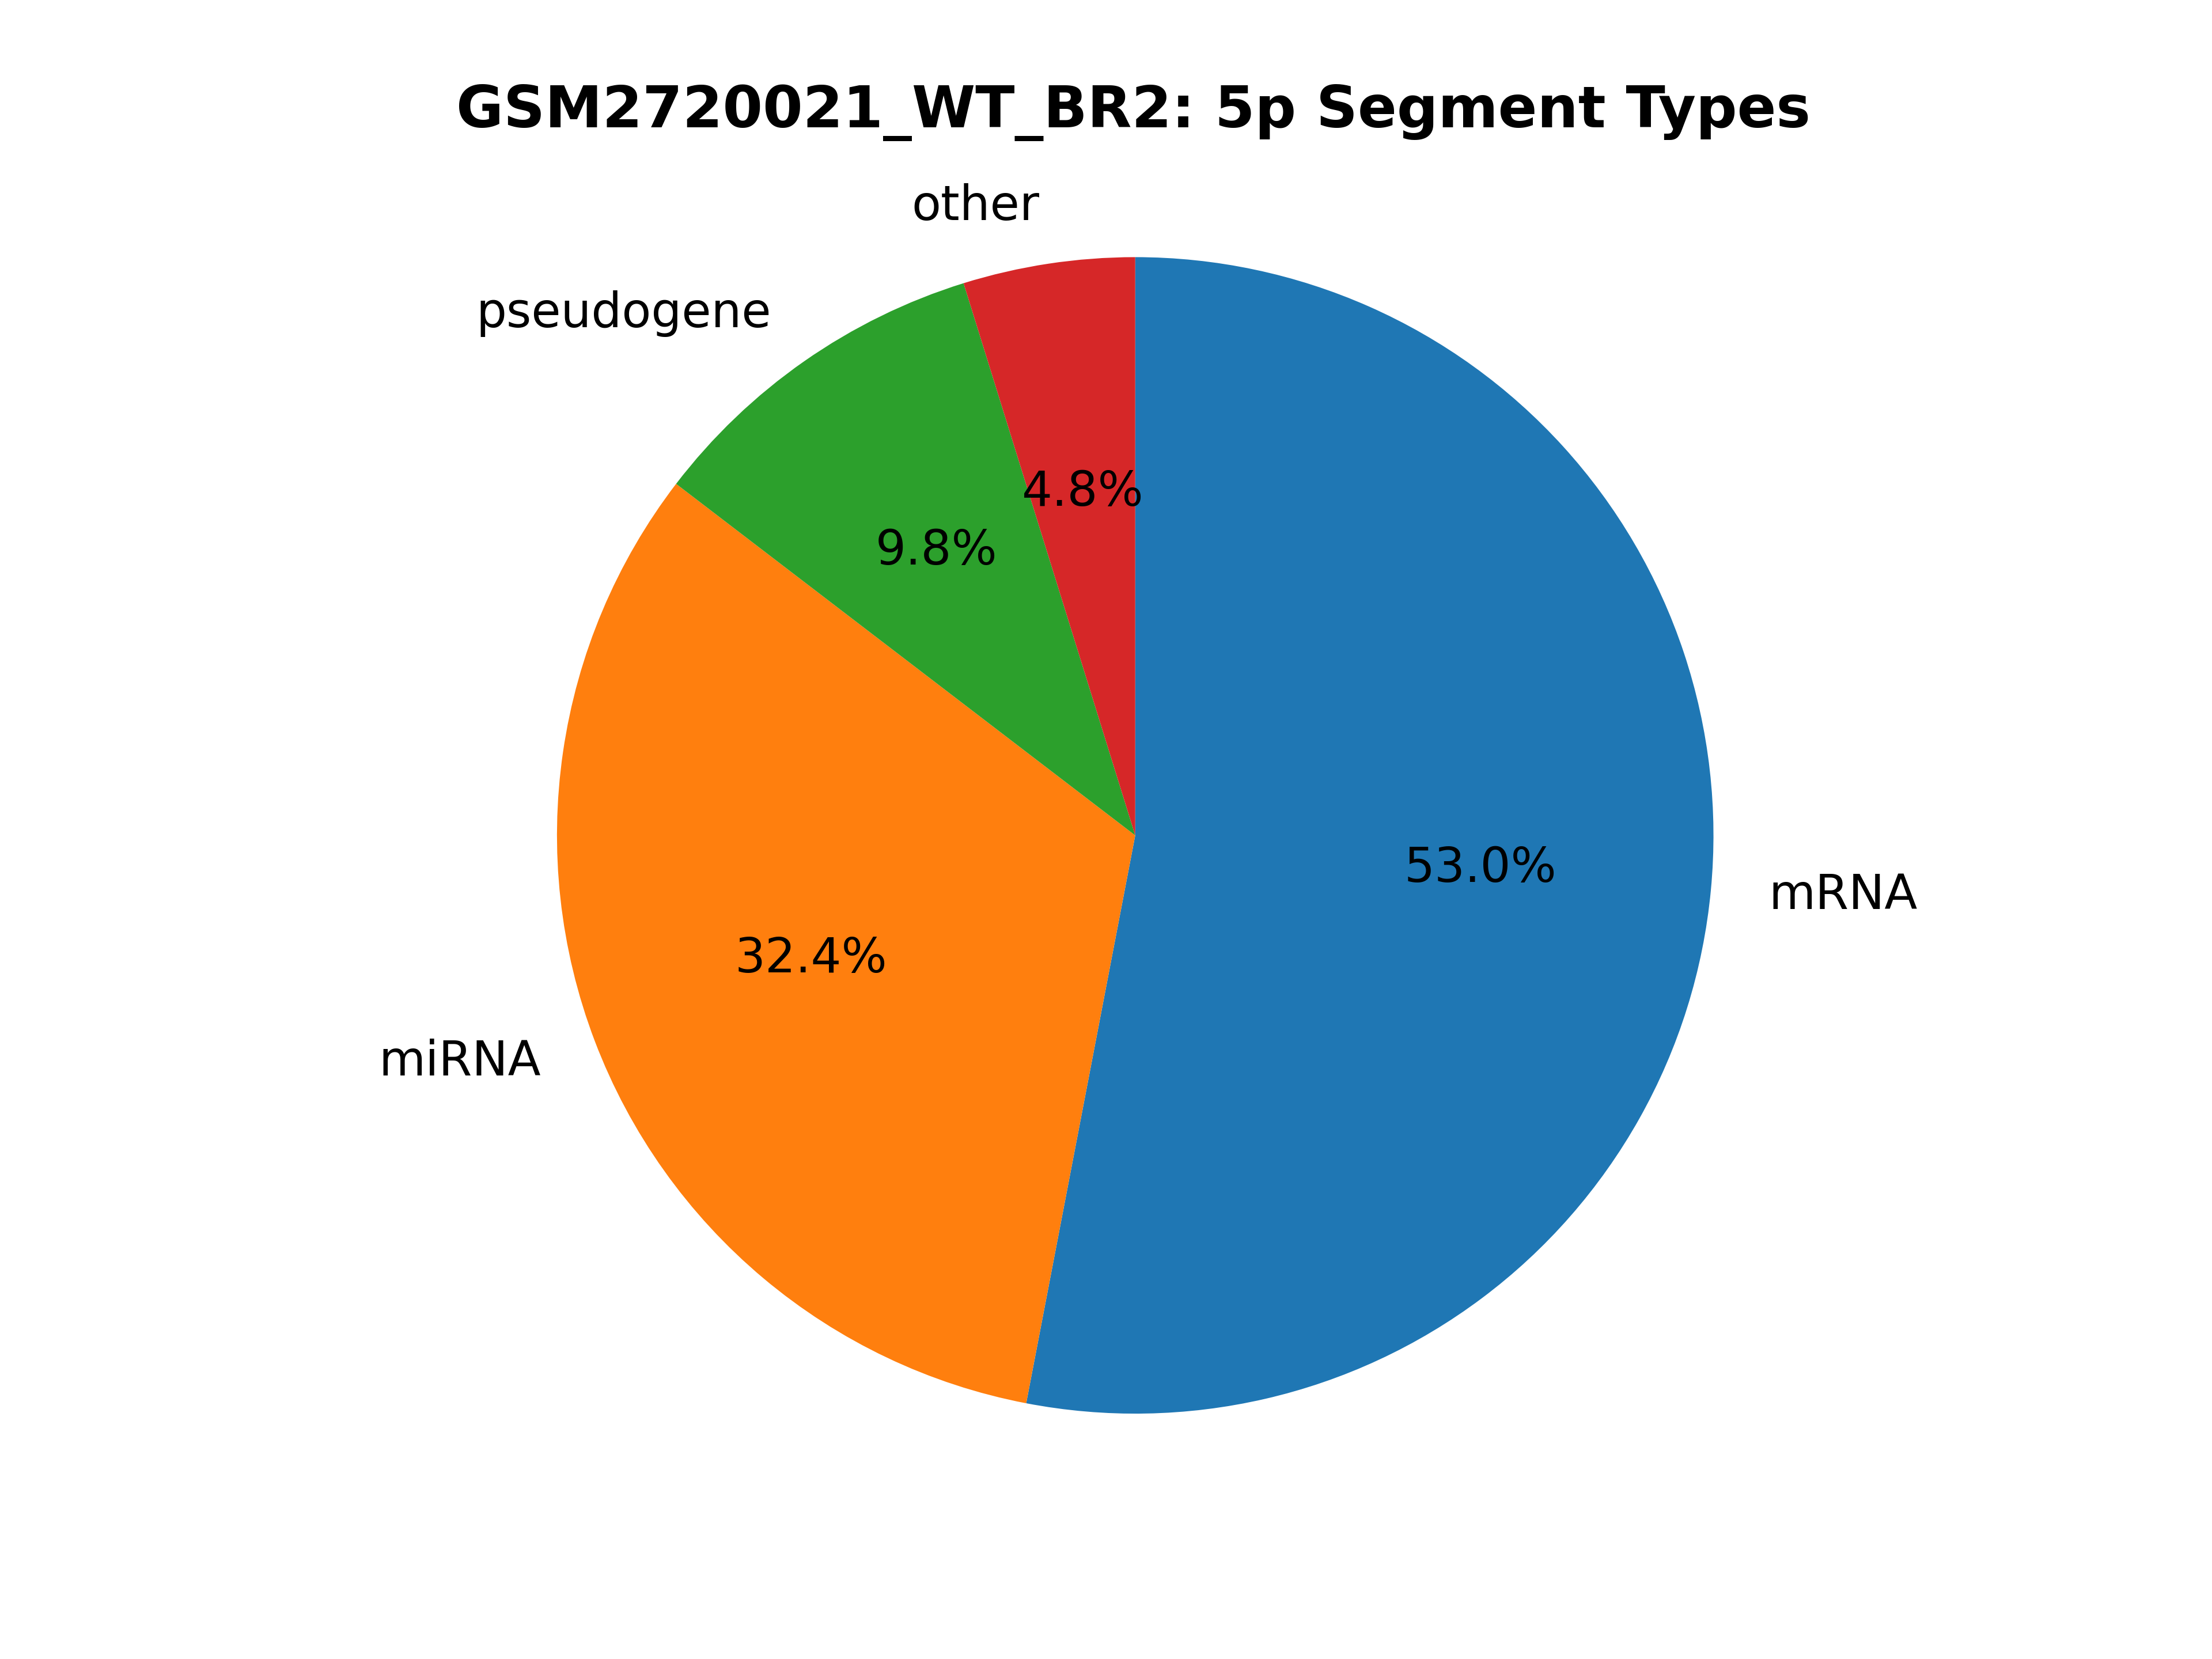 GSM2720021_WT_BR2: 5p Segment Types
other
pseudogene
4.8%
9.8%
53.0%
mRNA
32.4%
miRNA